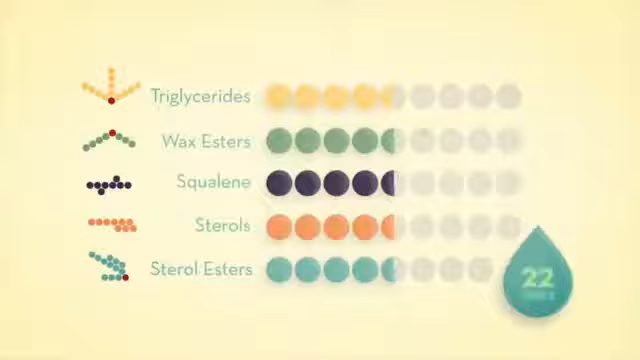 Triglycerides
Wax Esters
Squalene
Sterols
Sterol Esters
22